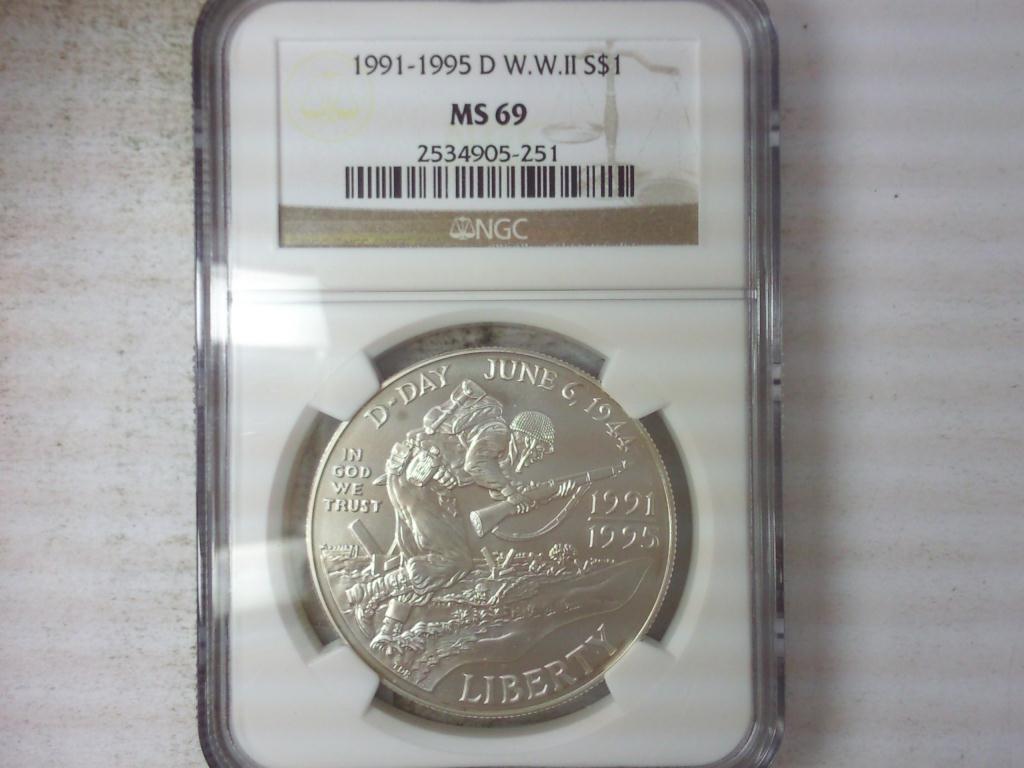 1991-1995 D W.W.II S$1
MS 69
2534905-251
NGC
D-DAY JUNE 6, 1944
IN
GOD
WE
TRUST
1991
1995
LIBERTY